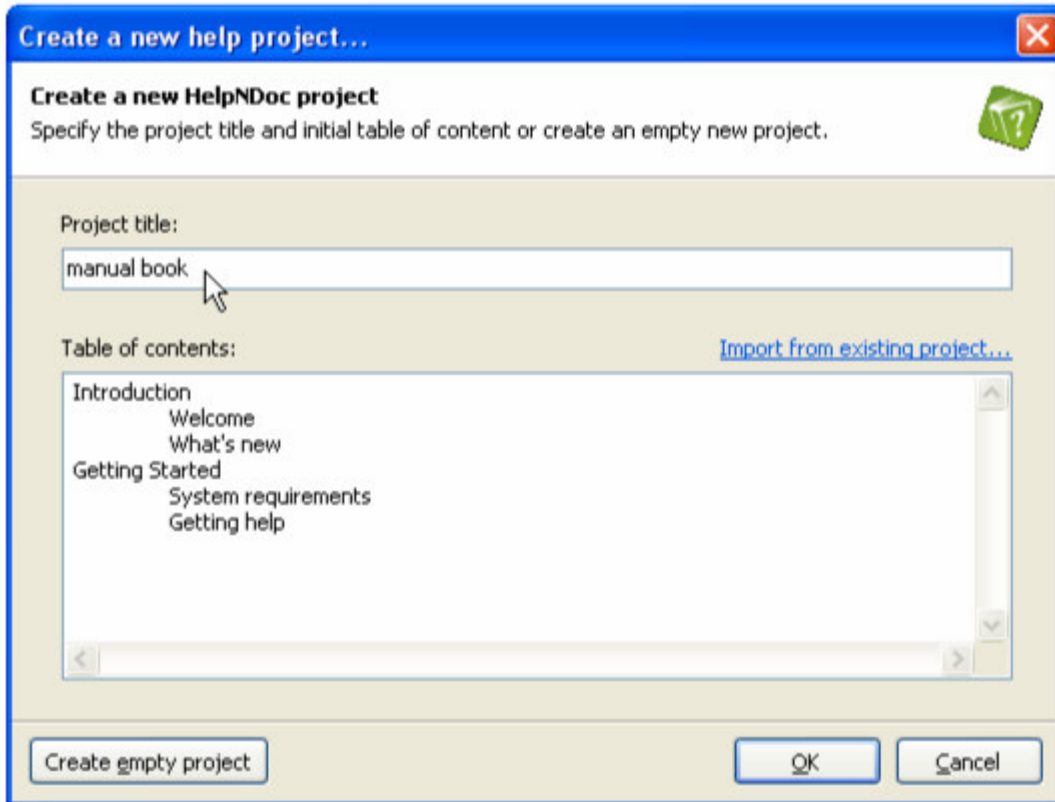 Create a new help project...
Create a new HelpNDoc project
Specify the project title and initial table of content or create an empty new project.
Project title:
manual book
Table of contents:
Import from existing project...
Introduction
Welcome
What's new
Getting Started
System requirements
Getting help
Create empty project
OK
Cancel